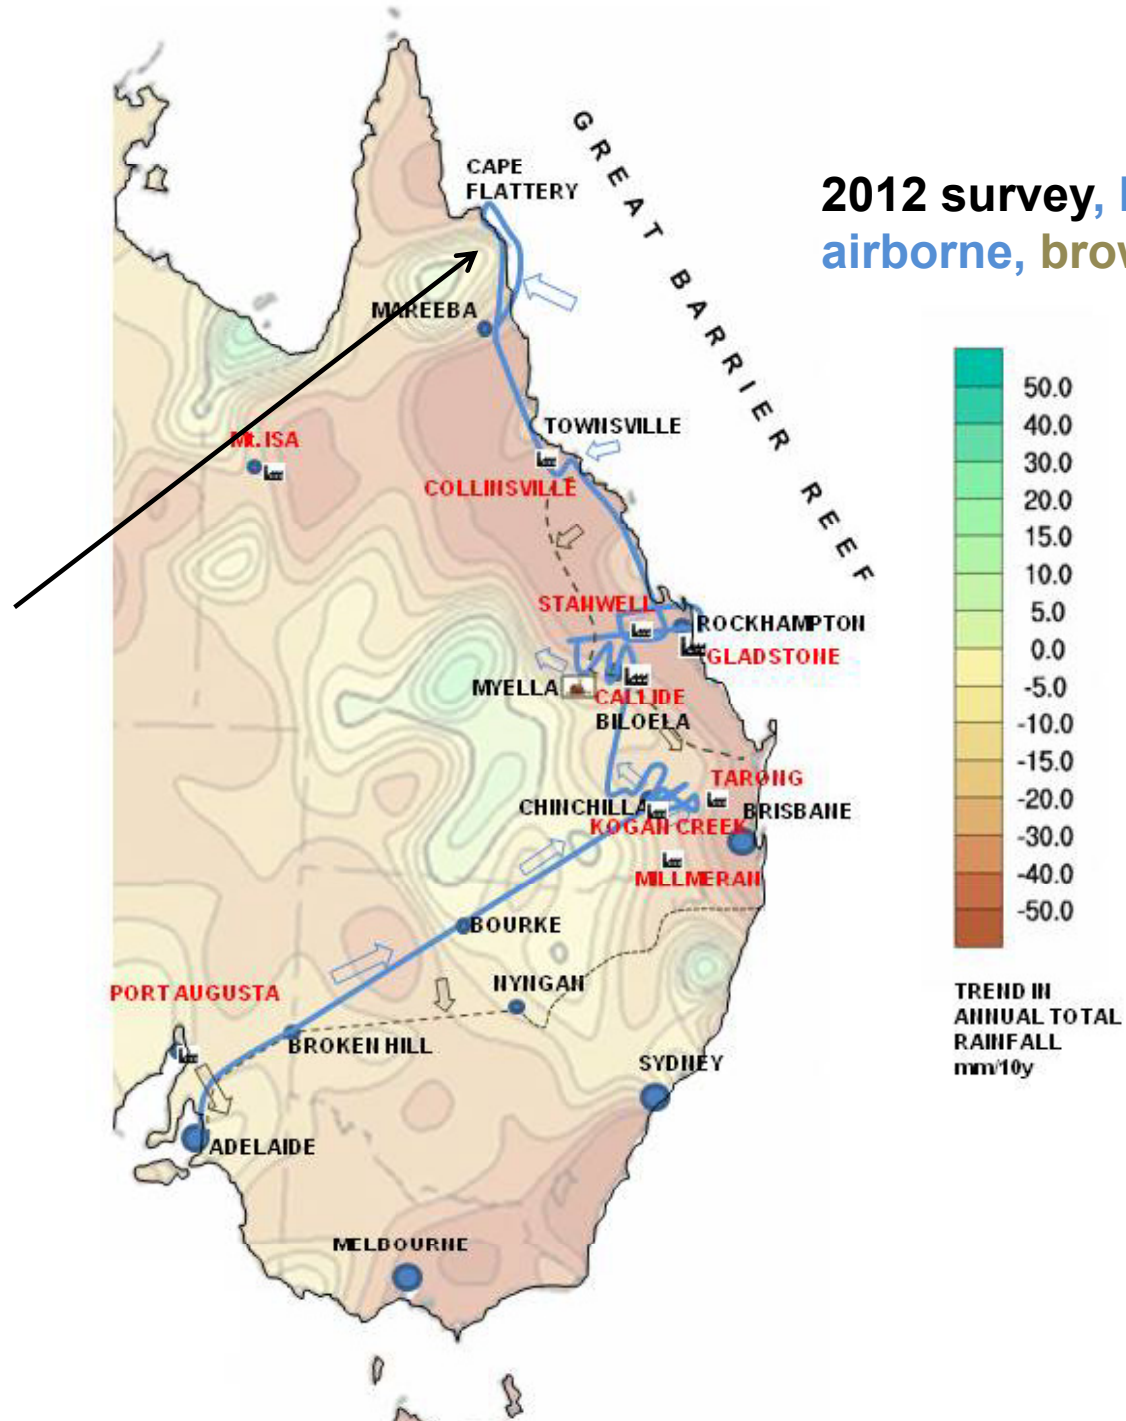 CAPE
FLATTERY
GREAT BARRIER REEF
2012 survey,
airborne,
MAREEBA
TOWNSVILLE
Mt. ISA
COLLINSVILLE
STANWELL
ROCKHAMPTON
GLADSTONE
MYELLA
CALLIDE
BILOELA
TARONG
CHINCHILLA
BRISBANE
KOGAN CREEK
MILLMERAN
BOURKE
NYNGAN
PORT AUGUSTA
BROKEN HILL
SYDNEY
ADELAIDE
MELBOURNE
50.0
40.0
30.0
20.0
15.0
10.0
5.0
0.0
-5.0
-10.0
-15.0
-20.0
-30.0
-40.0
-50.0
TREND IN
ANNUAL TOTAL
RAINFALL
mm/10y